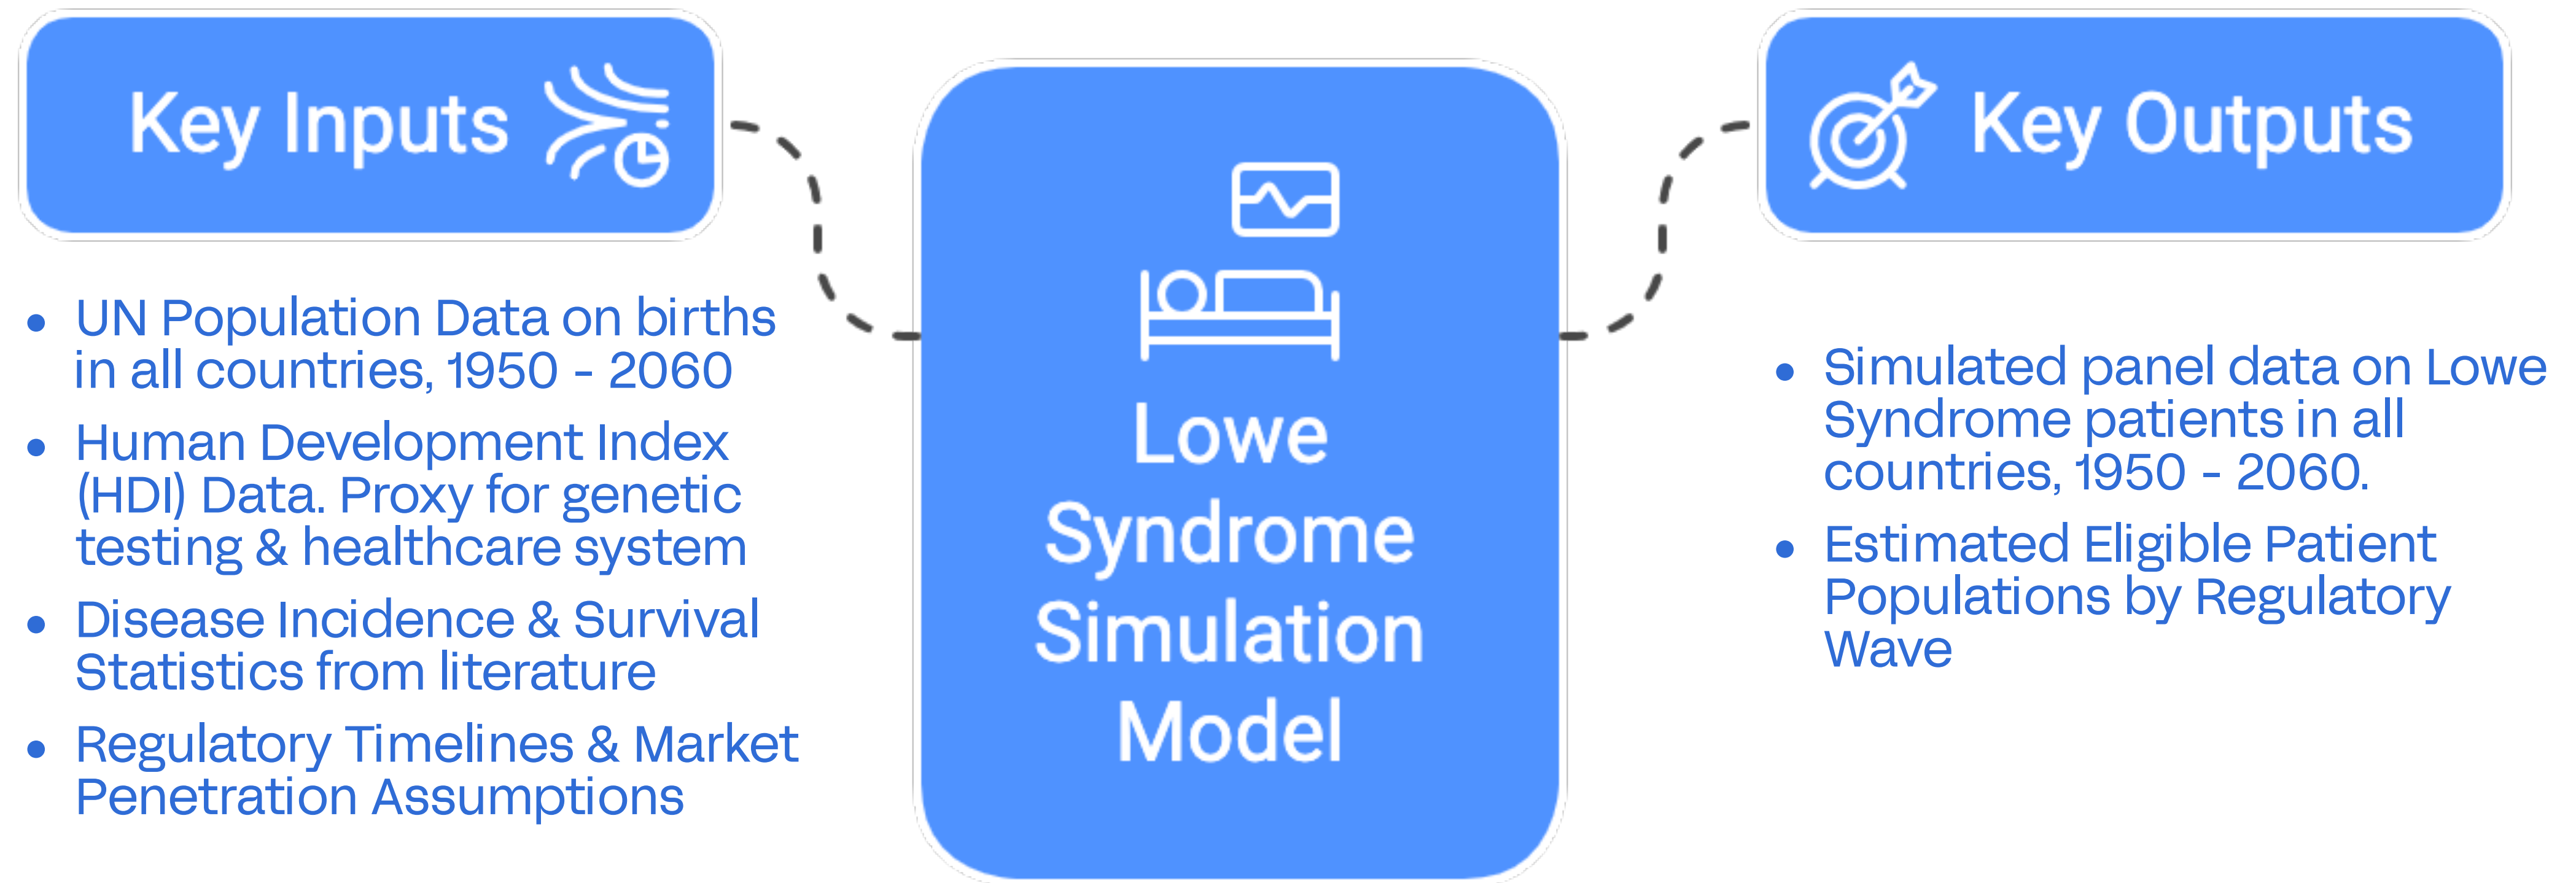 Key Inputs
• UN Population Data on births
in all countries, 1950 - 2060
• Human Development Index
(HDI) Data. Proxy for genetic
testing & healthcare system
• Disease Incidence & Survival
Statistics from literature
• Regulatory Timelines & Market
Penetration Assumptions
Lowe
Syndrome
Simulation
Model
Key Outputs
• Simulated panel data on Lowe
Syndrome patients in all
countries, 1950 - 2060.
• Estimated Eligible Patient
Populations by Regulatory
Wave